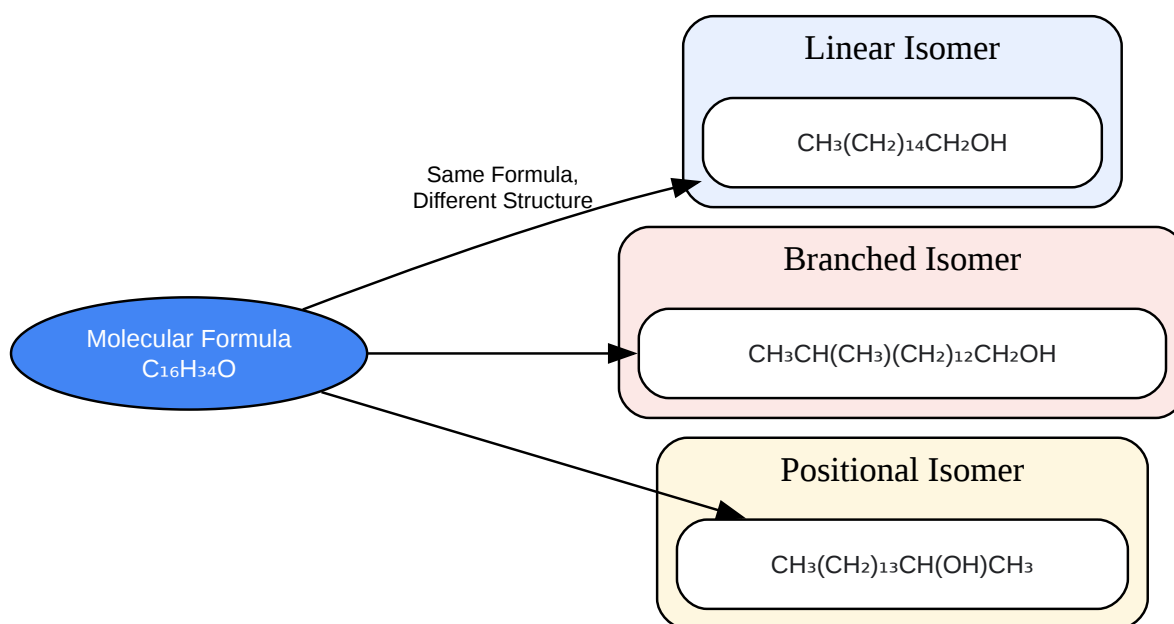 Linear Isomer
CH₃(CH₂)₁₄CH₂OH
Same Formula,
Different Structure
Branched Isomer
CH₃CH(CH₃)(CH₂)₁₂CH₂OH
Molecular Formula
C₁₆H₃₄O
Positional Isomer
CH₃(CH₂)₁₃CH(OH)CH₃